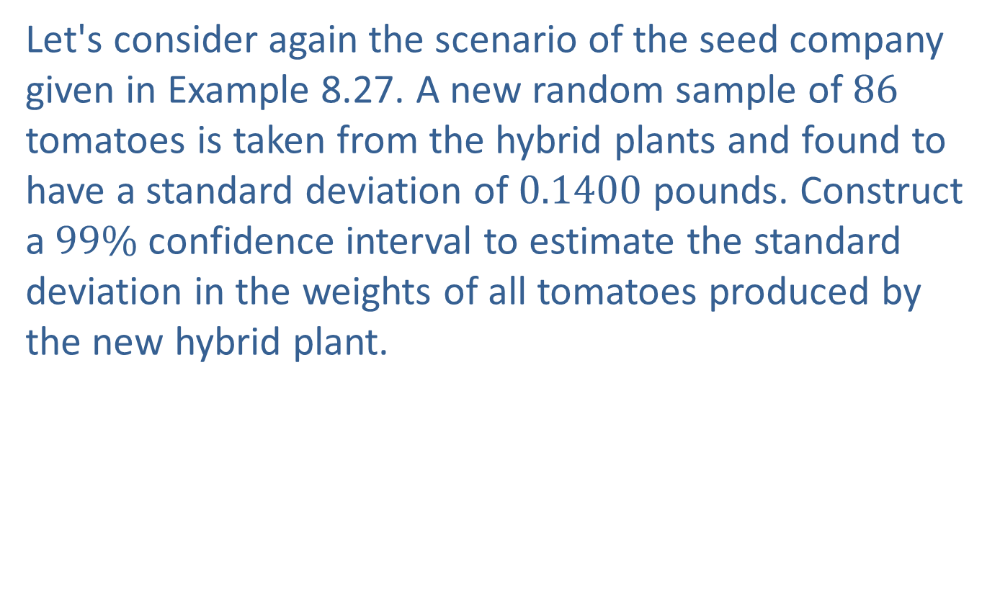 Let's consider again the scenario of the seed company
given in Example 8.27. A new random sample of 86
tomatoes is taken from the hybrid plants and found to
have a standard deviation of 0.1400 pounds. Construct
a 99% confidence interval to estimate the standard
deviation in the weights of all tomatoes produced by
the new hybrid plant.